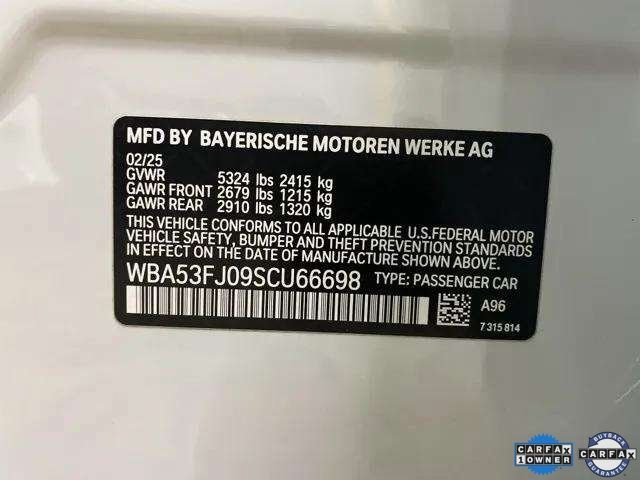 MFD BY BAYERISCHE MOTOREN WERKE AG
02/25
GVWR 5324 lbs 2415 kg
GAWR FRONT 2679 lbs 1215 kg
GAWR REAR 2910 lbs 1320 kg
THIS VEHICLE CONFORMS TO ALL APPLICABLE U.S.FEDERAL MOTOR
VEHICLE SAFETY, BUMPER AND THEFT PREVENTION STANDARDS
IN EFFECT ON THE DATE OF MANUFACTURE SHOWN ABOVE.
WBA53FJ09SCU66698 TYPE: PASSENGER CAR
A96
7 315 814
CARFAX
1 OWNER
BUYBACK
CARFAX
GUARANTEE